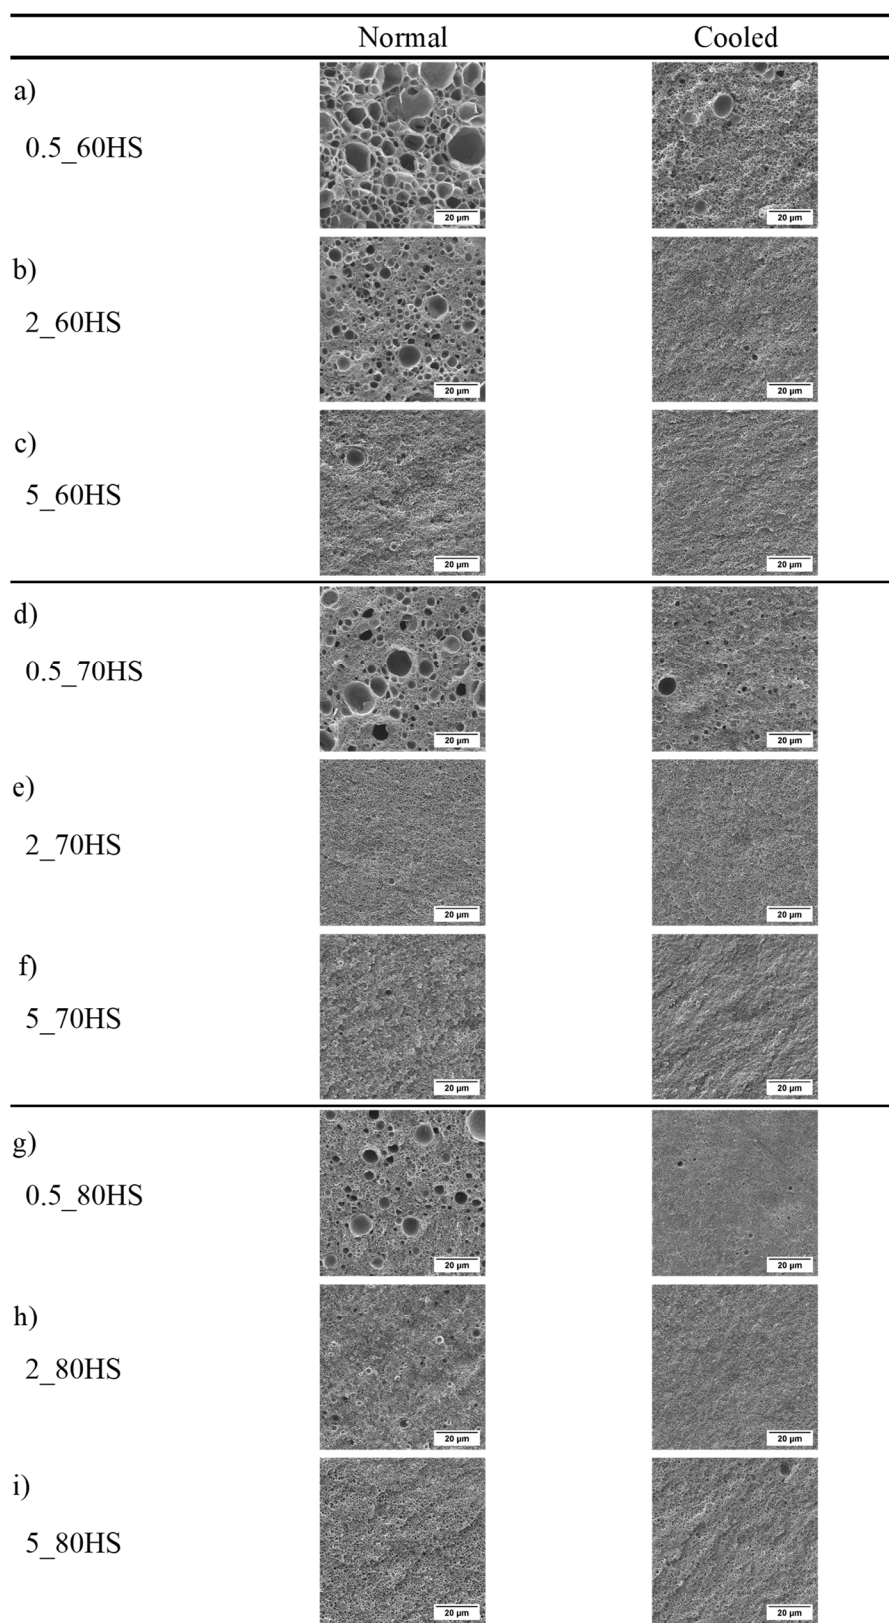 Normal Cooled
a)
0.5_60HS
20 µm 20 µm
b)
2_60HS
20 µm 20 µm
c)
5_60HS
20 µm 20 µm
d)
0.5_70HS
20 µm 20 µm
e)
2_70HS
20 µm 20 µm
f)
5_70HS
20 µm 20 µm
g)
0.5_80HS
20 µm 20 µm
h)
2_80HS
20 µm 20 µm
i)
5_80HS
20 µm 20 µm